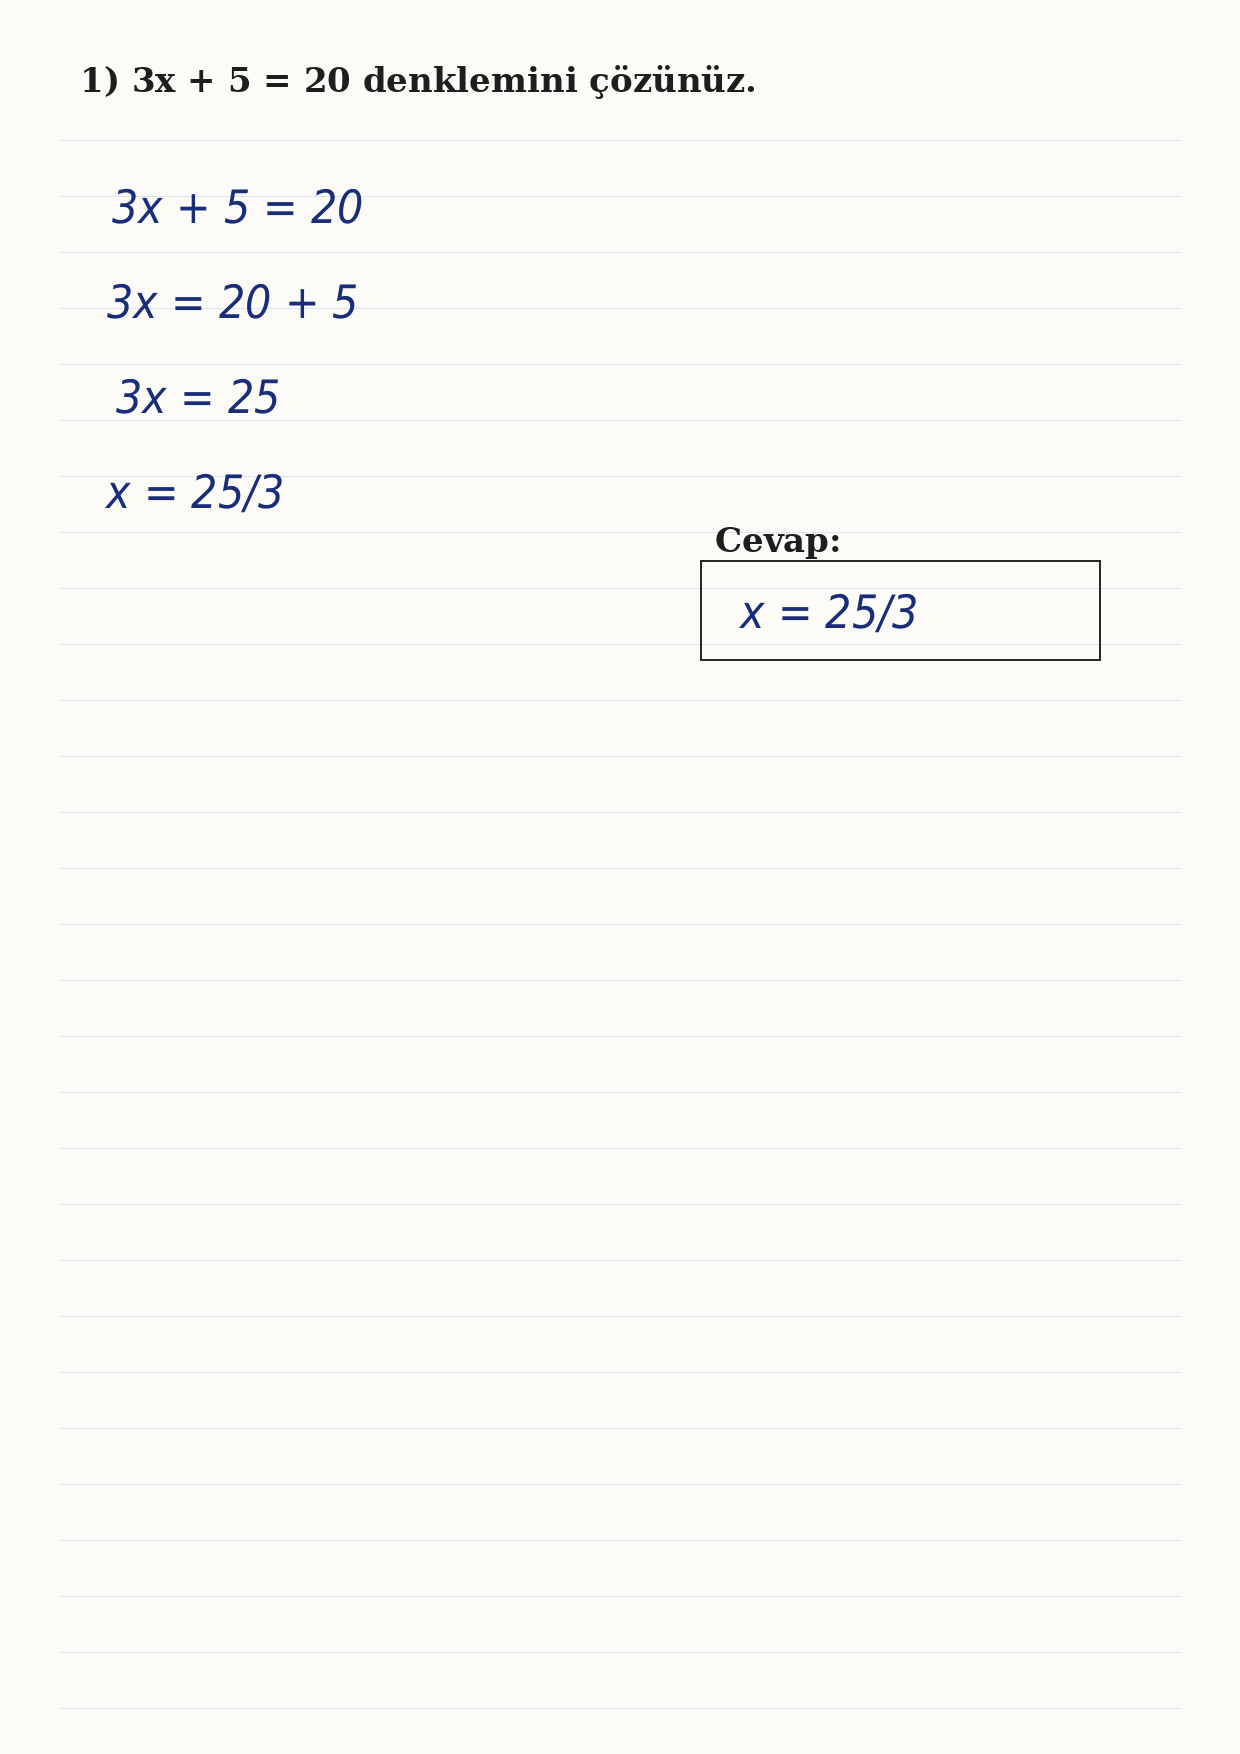 1) 3x + 5 = 20 denklemini çözünüz.
3x + 5 = 20
3x = 20 + 5
3x = 25
x = 25/3
Cevap:
x = 25/3